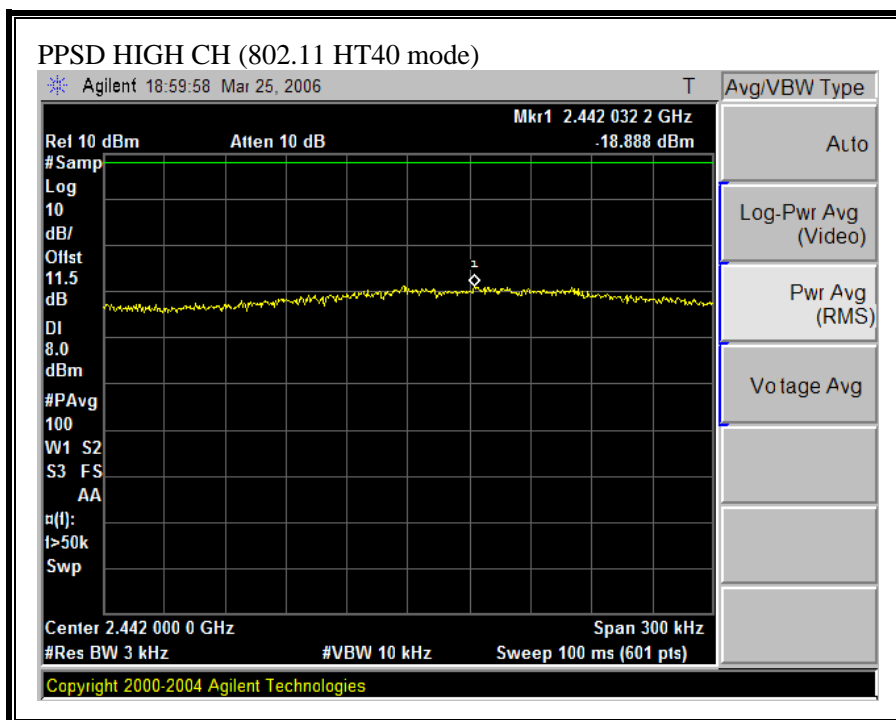 PPSD HIGH CH (802.11 HT40 mode)
Agilent 18:59:58 Mar 25, 2006 T
Avg/VBW Type
Mkr1 2.442 032 2 GHz
Ref 10 dBm Atten 10 dB -18.888 dBm
#Samp
Log
10
dB/
Offst
11.5
dB
DI
8.0
dBm
#PAvg
100
W1 S2
S3 FS
AA
¤(f):
f>50k
Swp
1
Center 2.442 000 0 GHz Span 300 kHz
#Res BW 3 kHz #VBW 10 kHz Sweep 100 ms (601 pts)
Copyright 2000-2004 Agilent Technologies
Auto
Log-Pwr Avg
(Video)
Pwr Avg
(RMS)
Voltage Avg